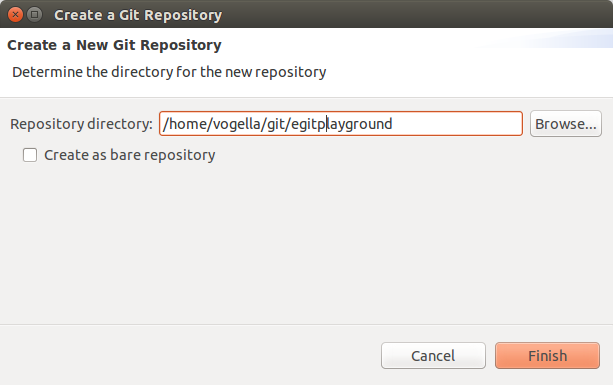 Create a Git Repository
Create a New Git Repository
Determine the directory for the new repository
Repository directory: /home/vogella/git/egitplayground Browse...
Create as bare repository
Cancel Finish